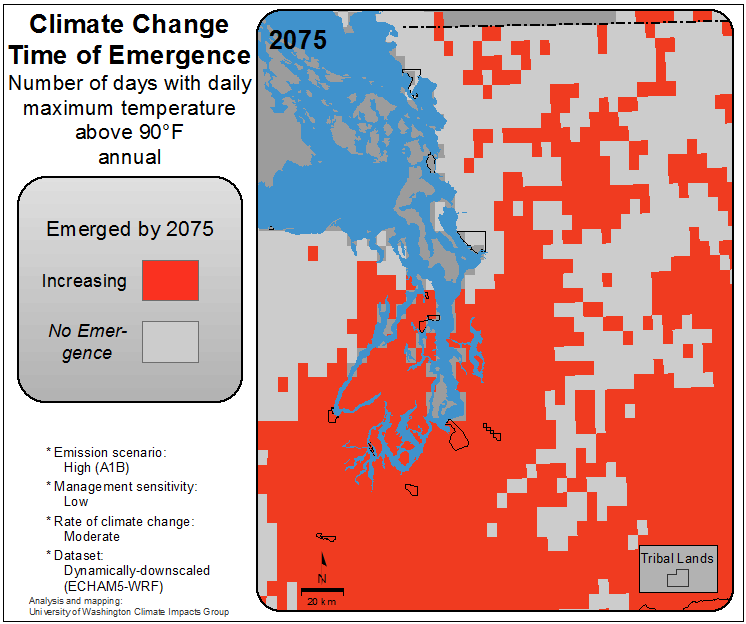 Climate Change
Time of Emergence
Number of days with daily
maximum temperature
above 90°F
annual
Emerged by 2075
Increasing
No Emer-
gence
* Emission scenario:
High (A1B)
* Management sensitivity:
Low
* Rate of climate change:
Moderate
* Dataset:
Dynamically-downscaled
(ECHAM5-WRF)
Analysis and mapping:
University of Washington Climate Impacts Group
2075
N
20 km
Tribal Lands